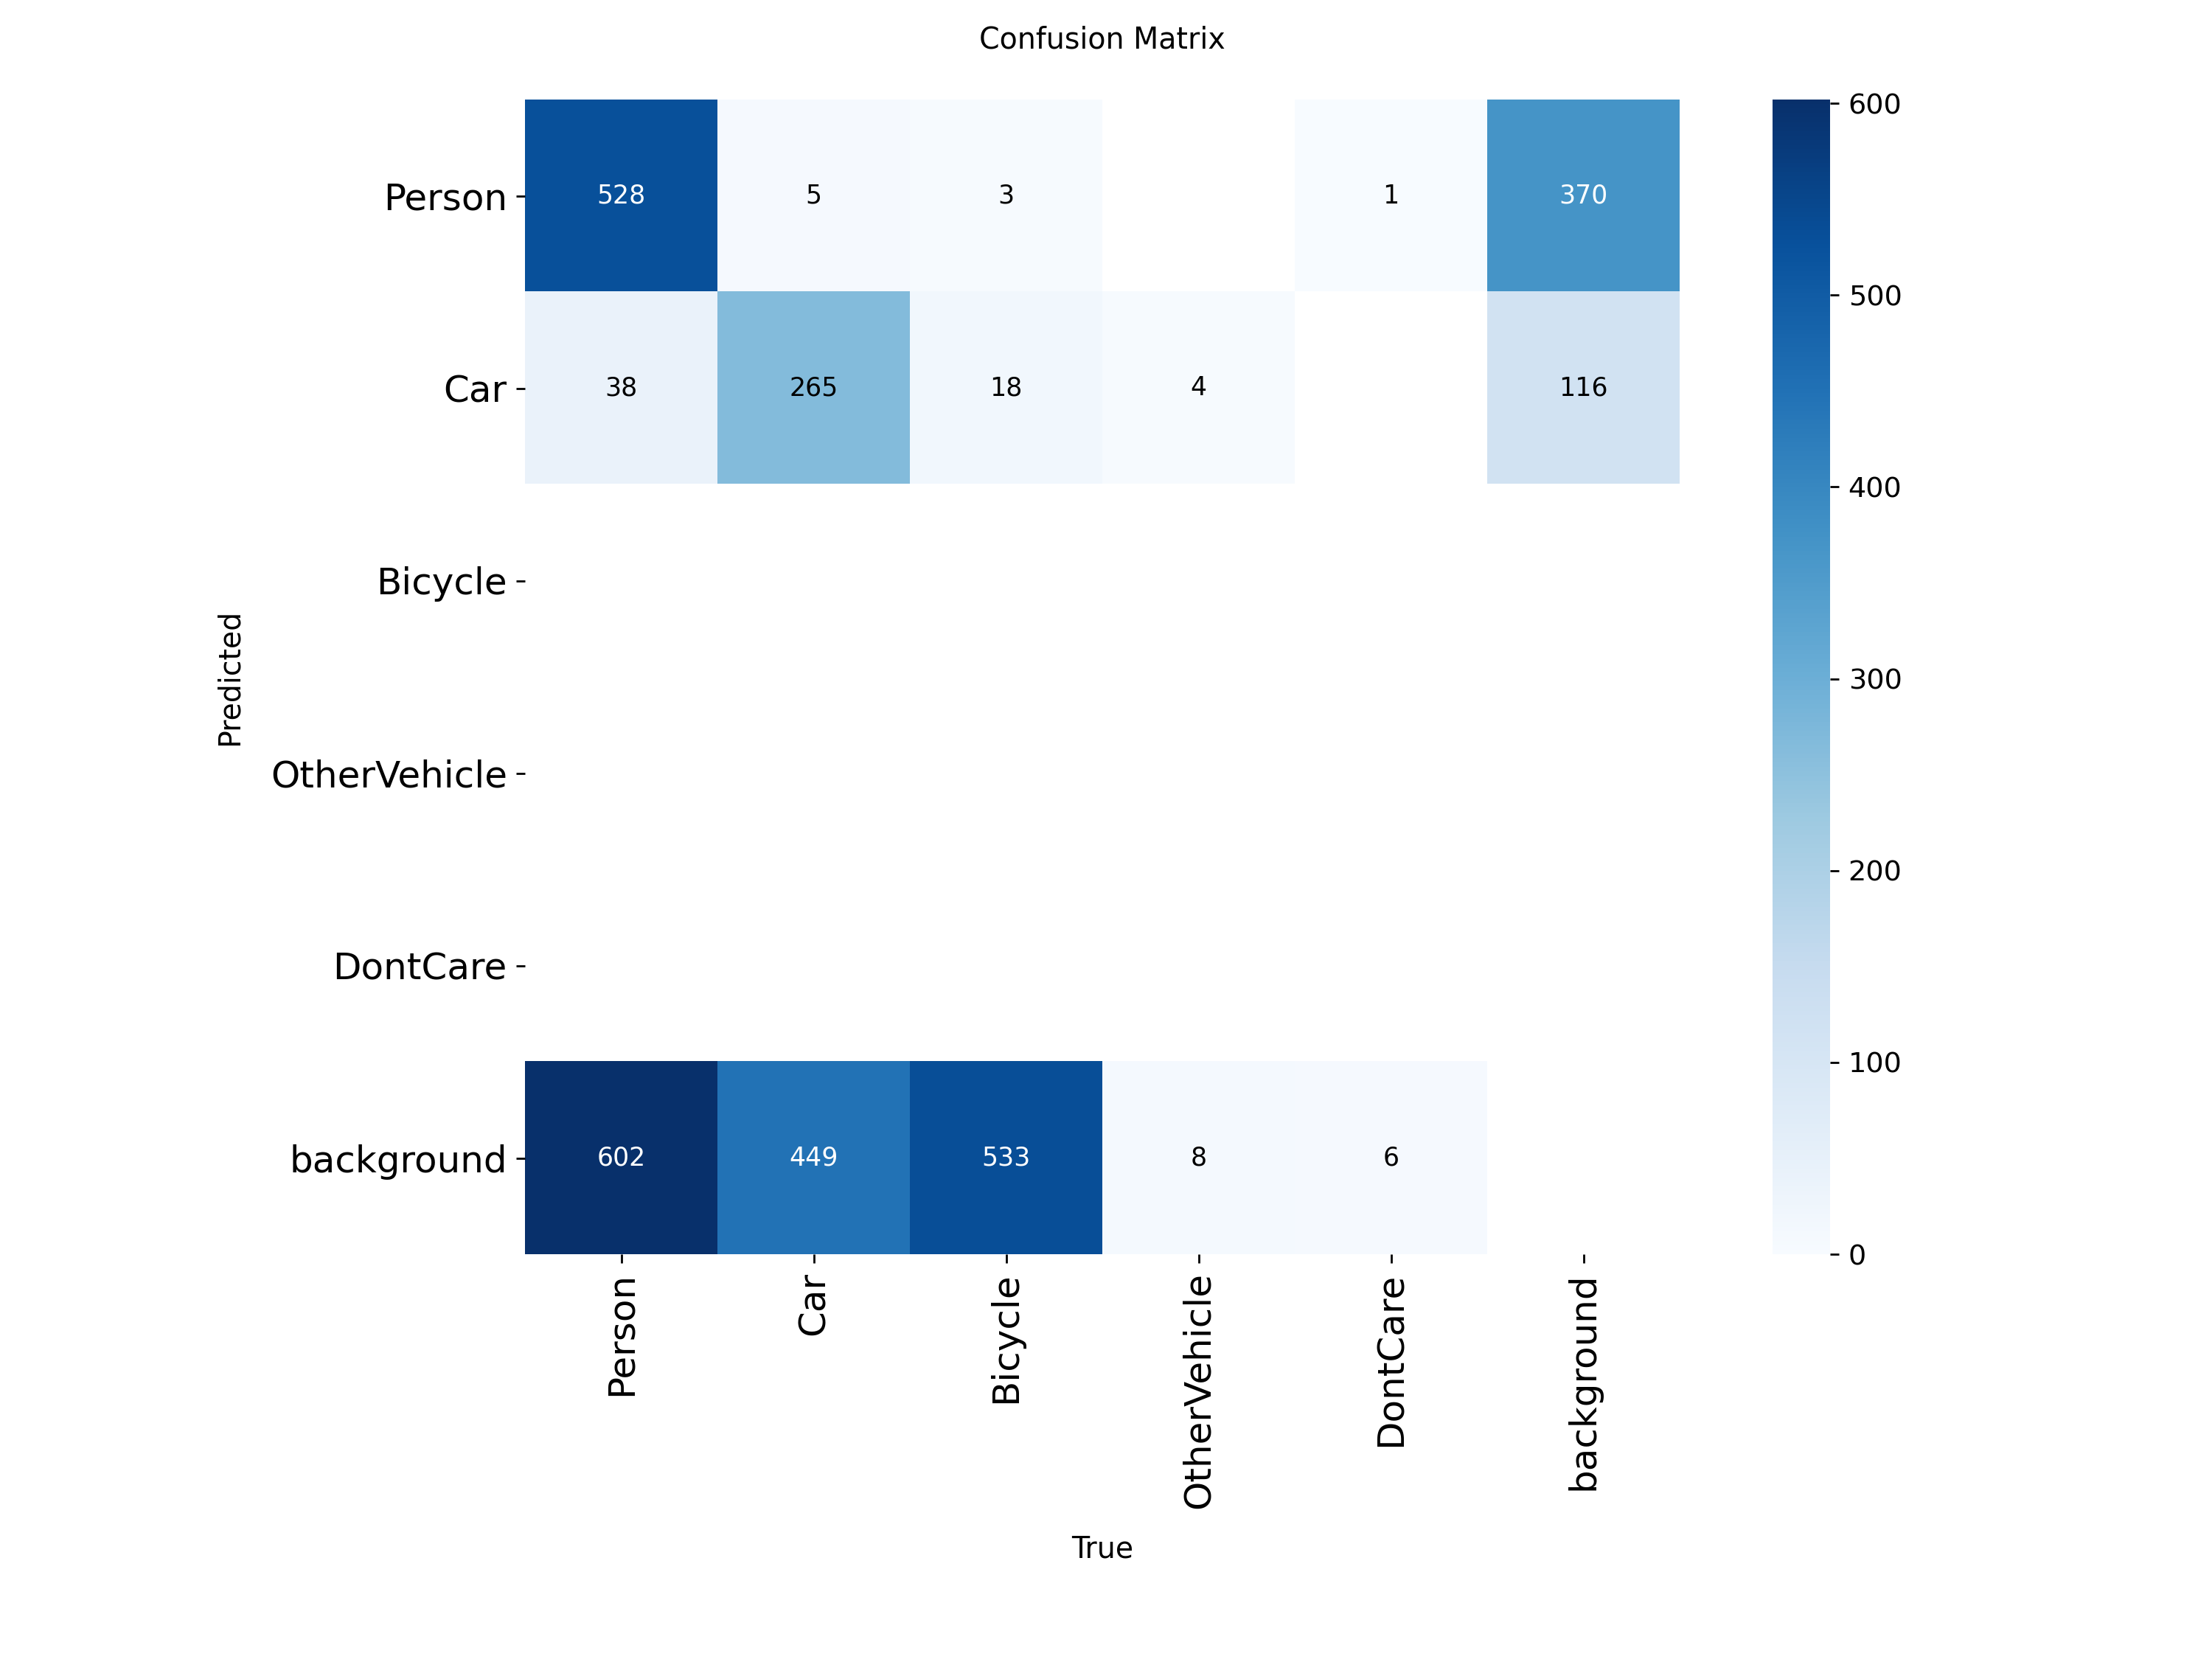 Confusion Matrix
Person
528
5
3
1
370
Car
38
265
18
4
116
Bicycle
OtherVehicle
DontCare
background
602
449
533
8
6
Predicted
Person
Car
Bicycle
OtherVehicle
DontCare
background
True
600
500
400
300
200
100
0